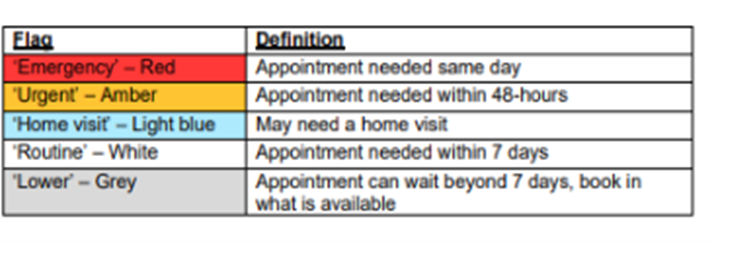 Flag Definition
'Emergency' – Red Appointment needed same day
'Urgent' – Amber Appointment needed within 48-hours
'Home visit' – Light blue May need a home visit
'Routine' – White Appointment needed within 7 days
'Lower' – Grey Appointment can wait beyond 7 days, book in
what is available